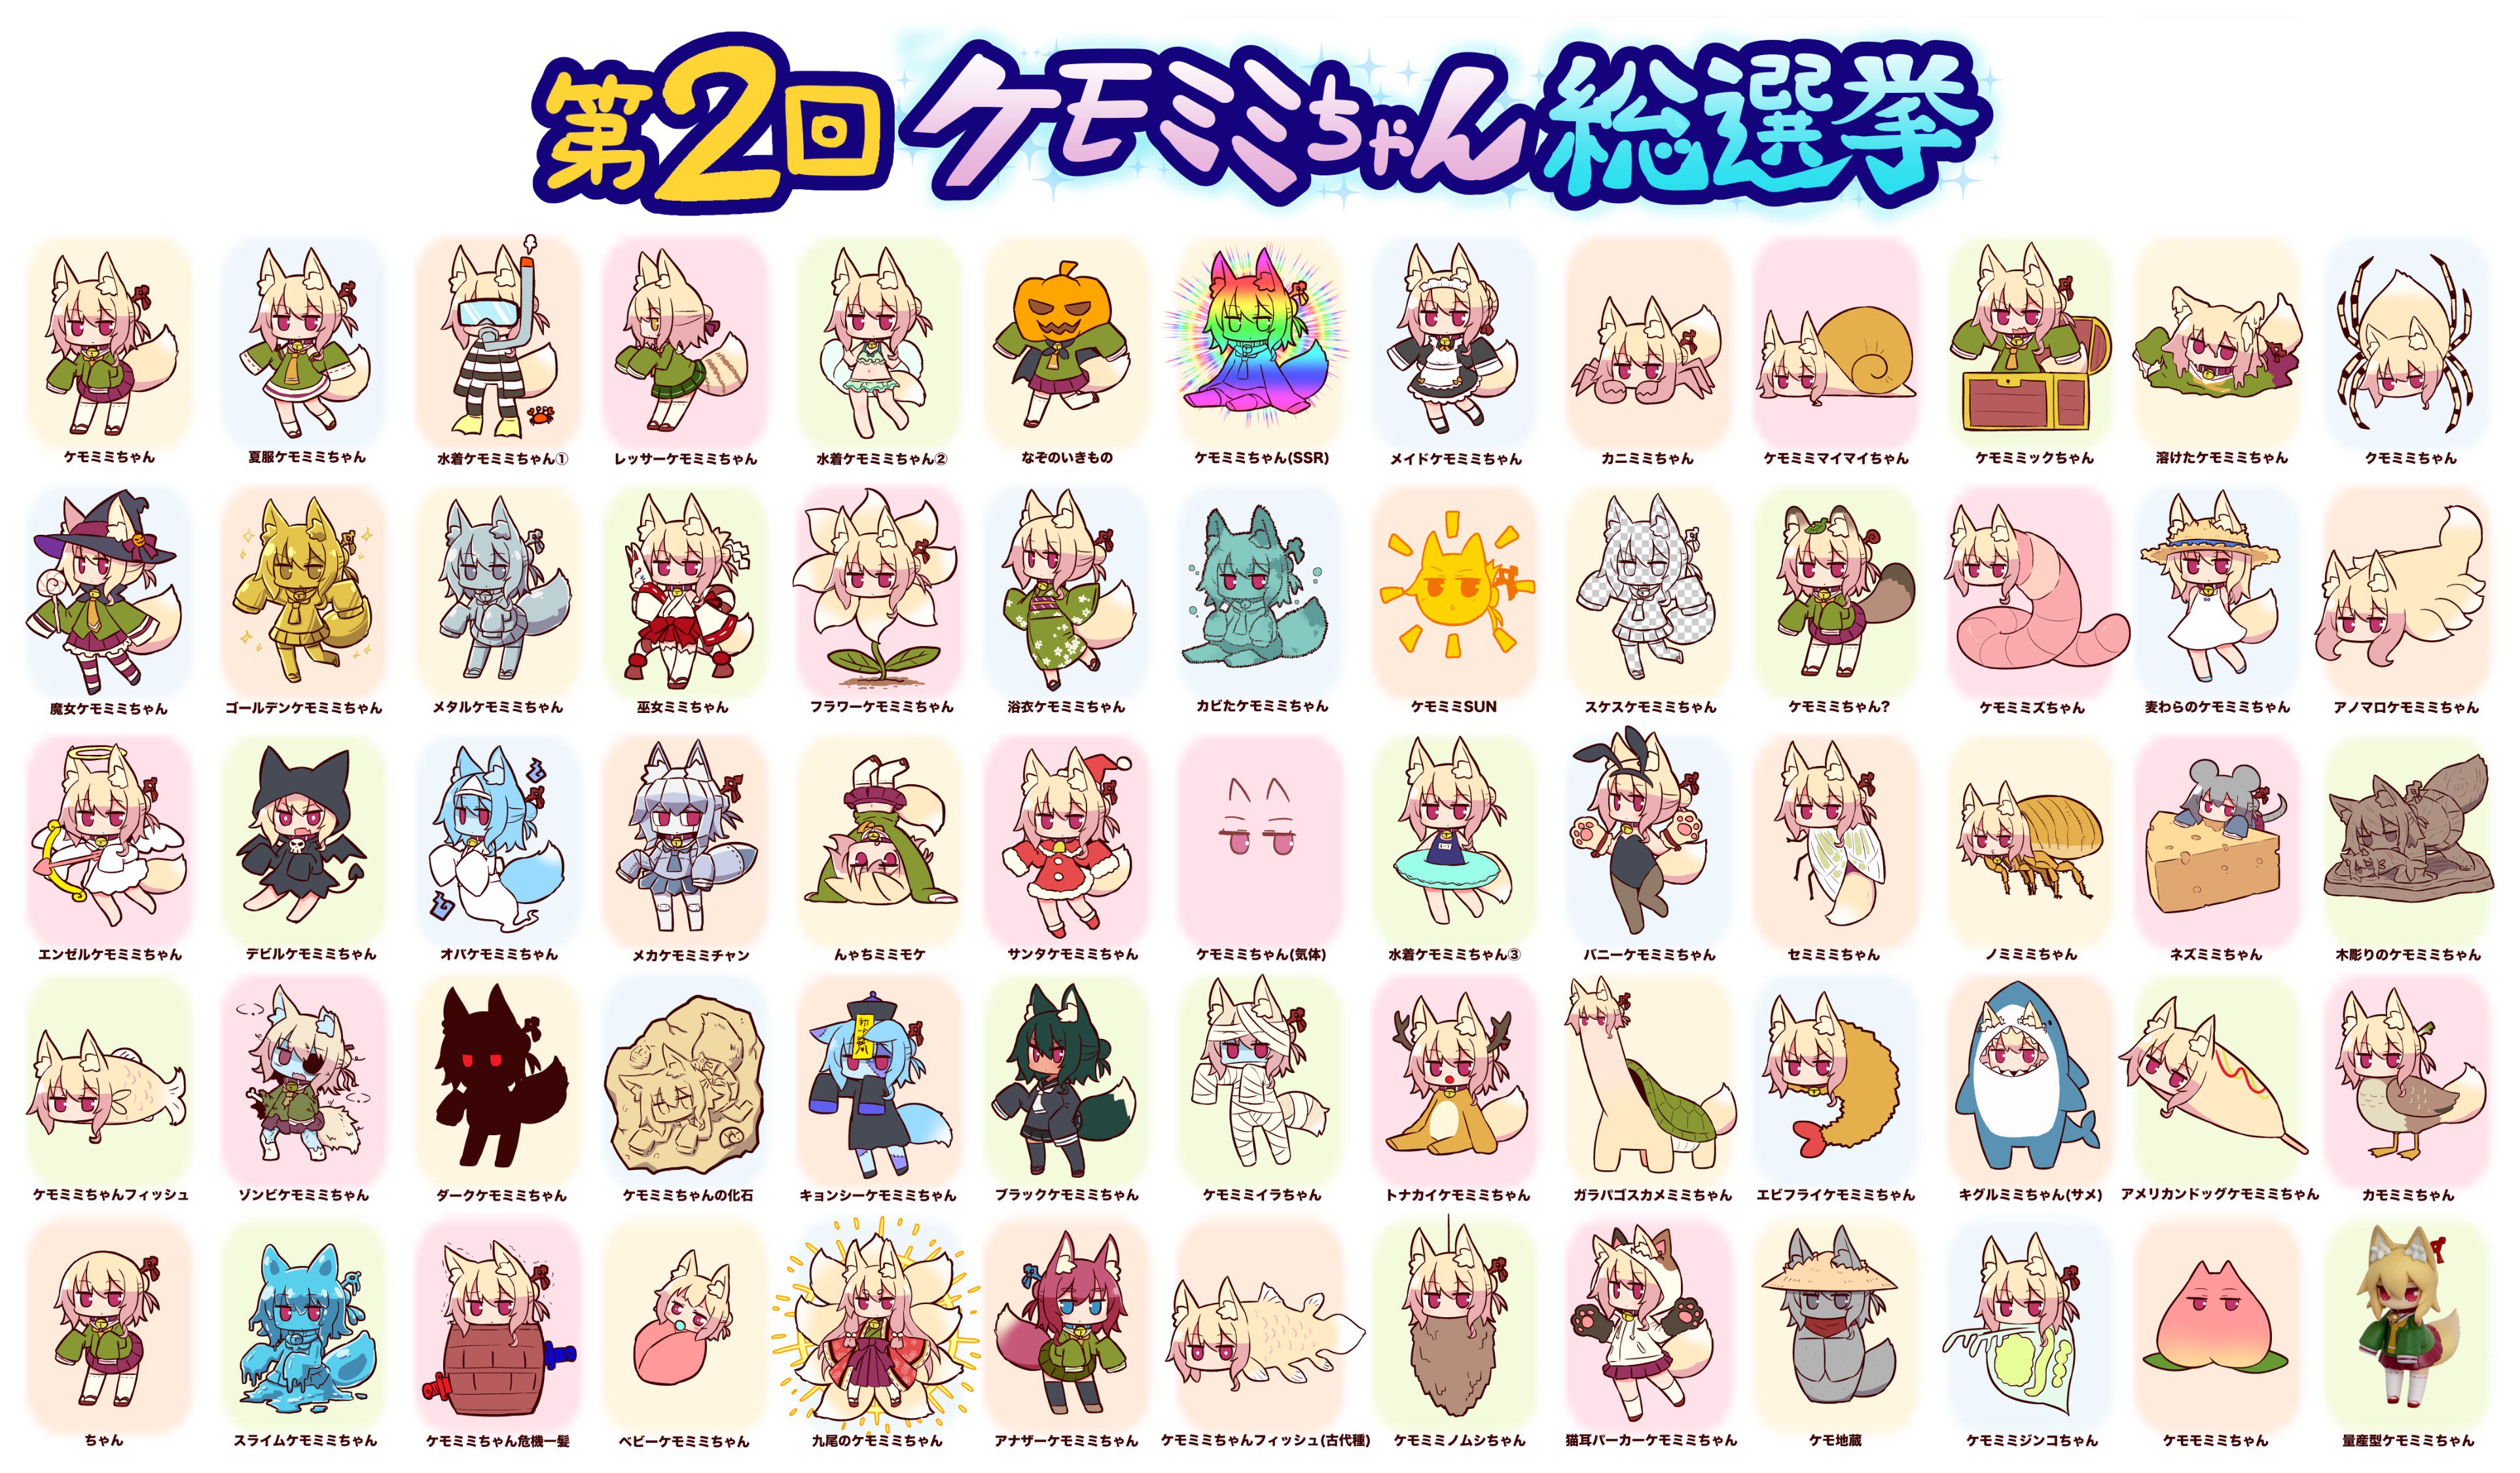 第2回ケモミミちゃん総選挙
ケモミミちゃん
夏服ケモミミちゃん
水着ケモミミちゃん①
レッサーケモミミちゃん
水着ケモミミちゃん②
なぞのいきもの
ケモミミちゃん(SSR)
メイドケモミミちゃん
カニミミちゃん
ケモミミマイマイちゃん
ケモミミックちゃん
溶けたケモミミちゃん
クモミミちゃん
魔女ケモミミちゃん
ゴールデンケモミミちゃん
メタルケモミミちゃん
巫女ミミちゃん
フラワーケモミミちゃん
浴衣ケモミミちゃん
カビたケモミミちゃん
ケモミミSUN
スケスケモミミちゃん
ケモミミちゃん?
ケモミミズちゃん
麦わらのケモミミちゃん
アノマロケモミミちゃん
エンゼルケモミミちゃん
デビルケモミミちゃん
オバケモミミちゃん
メカケモミミチャン
んゃちミミモケ
サンタケモミミちゃん
ケモミミちゃん(気体)
水着ケモミミちゃん③
バニーケモミミちゃん
セミミミちゃん
ノミミミちゃん
ネズミミちゃん
木彫りのケモミミちゃん
ケモミミちゃんフィッシュ
ゾンビケモミミちゃん
ダークケモミミちゃん
ケモミミちゃんの化石
キョンシーケモミミちゃん
ブラックケモミミちゃん
ケモミミイラちゃん
トナカイケモミミちゃん
ガラパゴスカメミミちゃん
エビフライケモミミちゃん
キグルミミちゃん(サメ)
アメリカンドッグケモミミちゃん
カモミミちゃん
ちゃん
スライムケモミミちゃん
ケモミミちゃん危機一髪
ベビーケモミミちゃん
九尾のケモミミちゃん
アナザーケモミミちゃん
ケモミミちゃんフィッシュ(古代種)
ケモミミノムシちゃん
猫耳パーカーケモミミちゃん
ケモ地蔵
ケモミミジンコちゃん
ケモモミミちゃん
量産型ケモミミちゃん